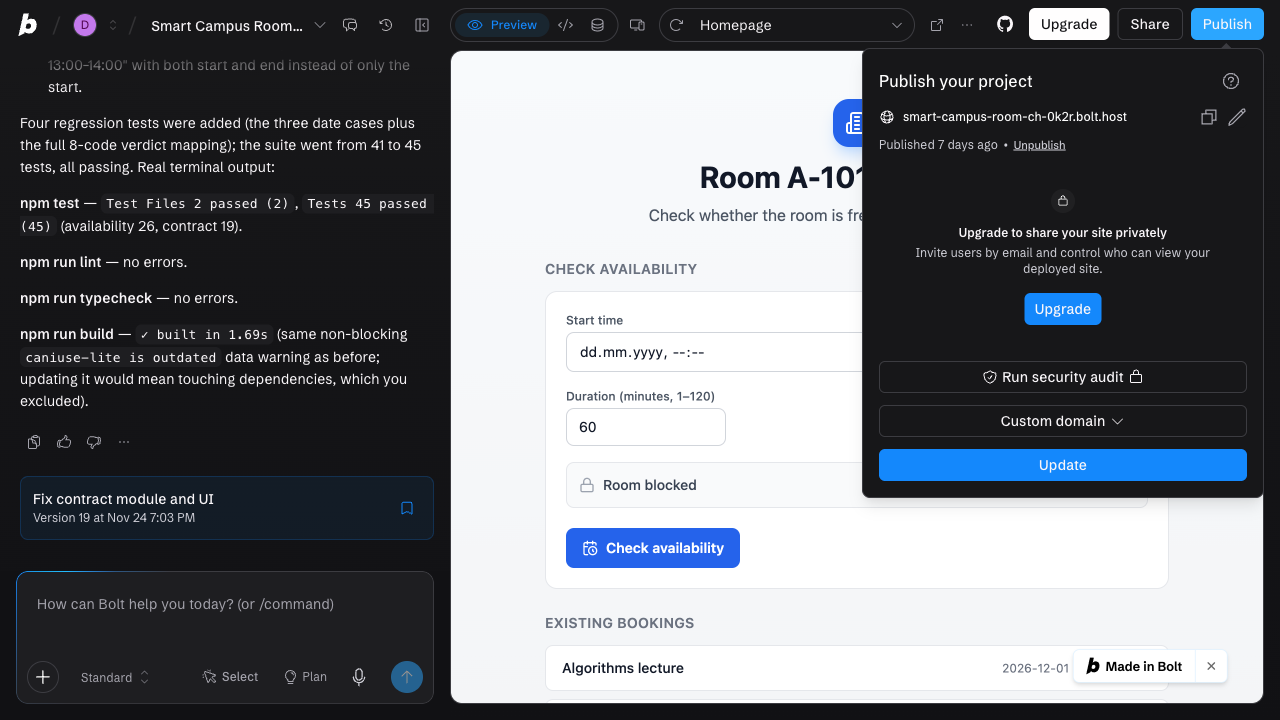 b
D
Smart Campus Room...
Preview
Homepage
Upgrade
Share
Publish
13:00–14:00" with both start and end instead of only the
start.
Four regression tests were added (the three date cases plus
the full 8-code verdict mapping); the suite went from 41 to 45
tests, all passing. Real terminal output:
npm test — Test Files 2 passed (2), Tests 45 passed
(45) (availability 26, contract 19).
npm run lint — no errors.
npm run typecheck — no errors.
npm run build — ✓ built in 1.69s (same non-blocking
caniuse-lite is outdated data warning as before;
updating it would mean touching dependencies, which you
excluded).
Fix contract module and UI
Version 19 at Nov 24 7:03 PM
How can Bolt help you today? (or /command)
Standard
Select
Plan
Room A-101
Check whether the room is fre
CHECK AVAILABILITY
Start time
dd.mm.yyyy, --:--
Duration (minutes, 1–120)
60
Room blocked
Check availability
EXISTING BOOKINGS
Algorithms lecture
2026-12-01
b Made in Bolt
Publish your project
smart-campus-room-ch-0k2r.bolt.host
Published 7 days ago • Unpublish
Upgrade to share your site privately
Invite users by email and control who can view your
deployed site.
Upgrade
Run security audit
Custom domain
Update